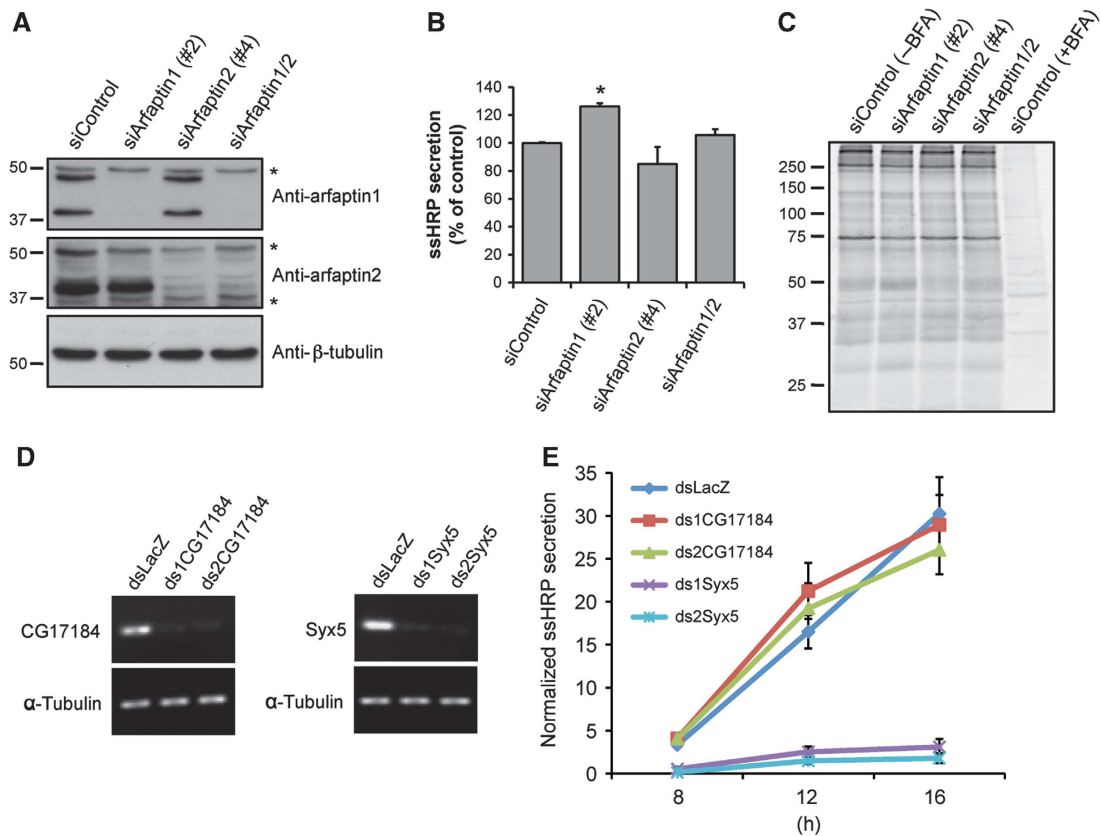 A
siControl
siArfaptin1 (#2)
siArfaptin2 (#4)
siArfaptin1/2
50
37
*
Anti-arfaptin1
50
37
*
Anti-arfaptin2
*
50
Anti-β-tubulin
B
ssHRP secretion
(% of control)
140
120
100
80
60
40
20
0
*
siControl
siArfaptin1 (#2)
siArfaptin2 (#4)
siArfaptin1/2
C
siControl (–BFA)
siArfaptin1 (#2)
siArfaptin2 (#4)
siArfaptin1/2
siControl (+BFA)
250
150
100
75
50
37
25
D
dsLacZ
ds1CG17184
ds2CG17184
CG17184
α-Tubulin
dsLacZ
ds1Syx5
ds2Syx5
Syx5
α-Tubulin
E
Normalized ssHRP secretion
35
30
25
20
15
10
5
0
dsLacZ
ds1CG17184
ds2CG17184
ds1Syx5
ds2Syx5
8
12
16
(h)